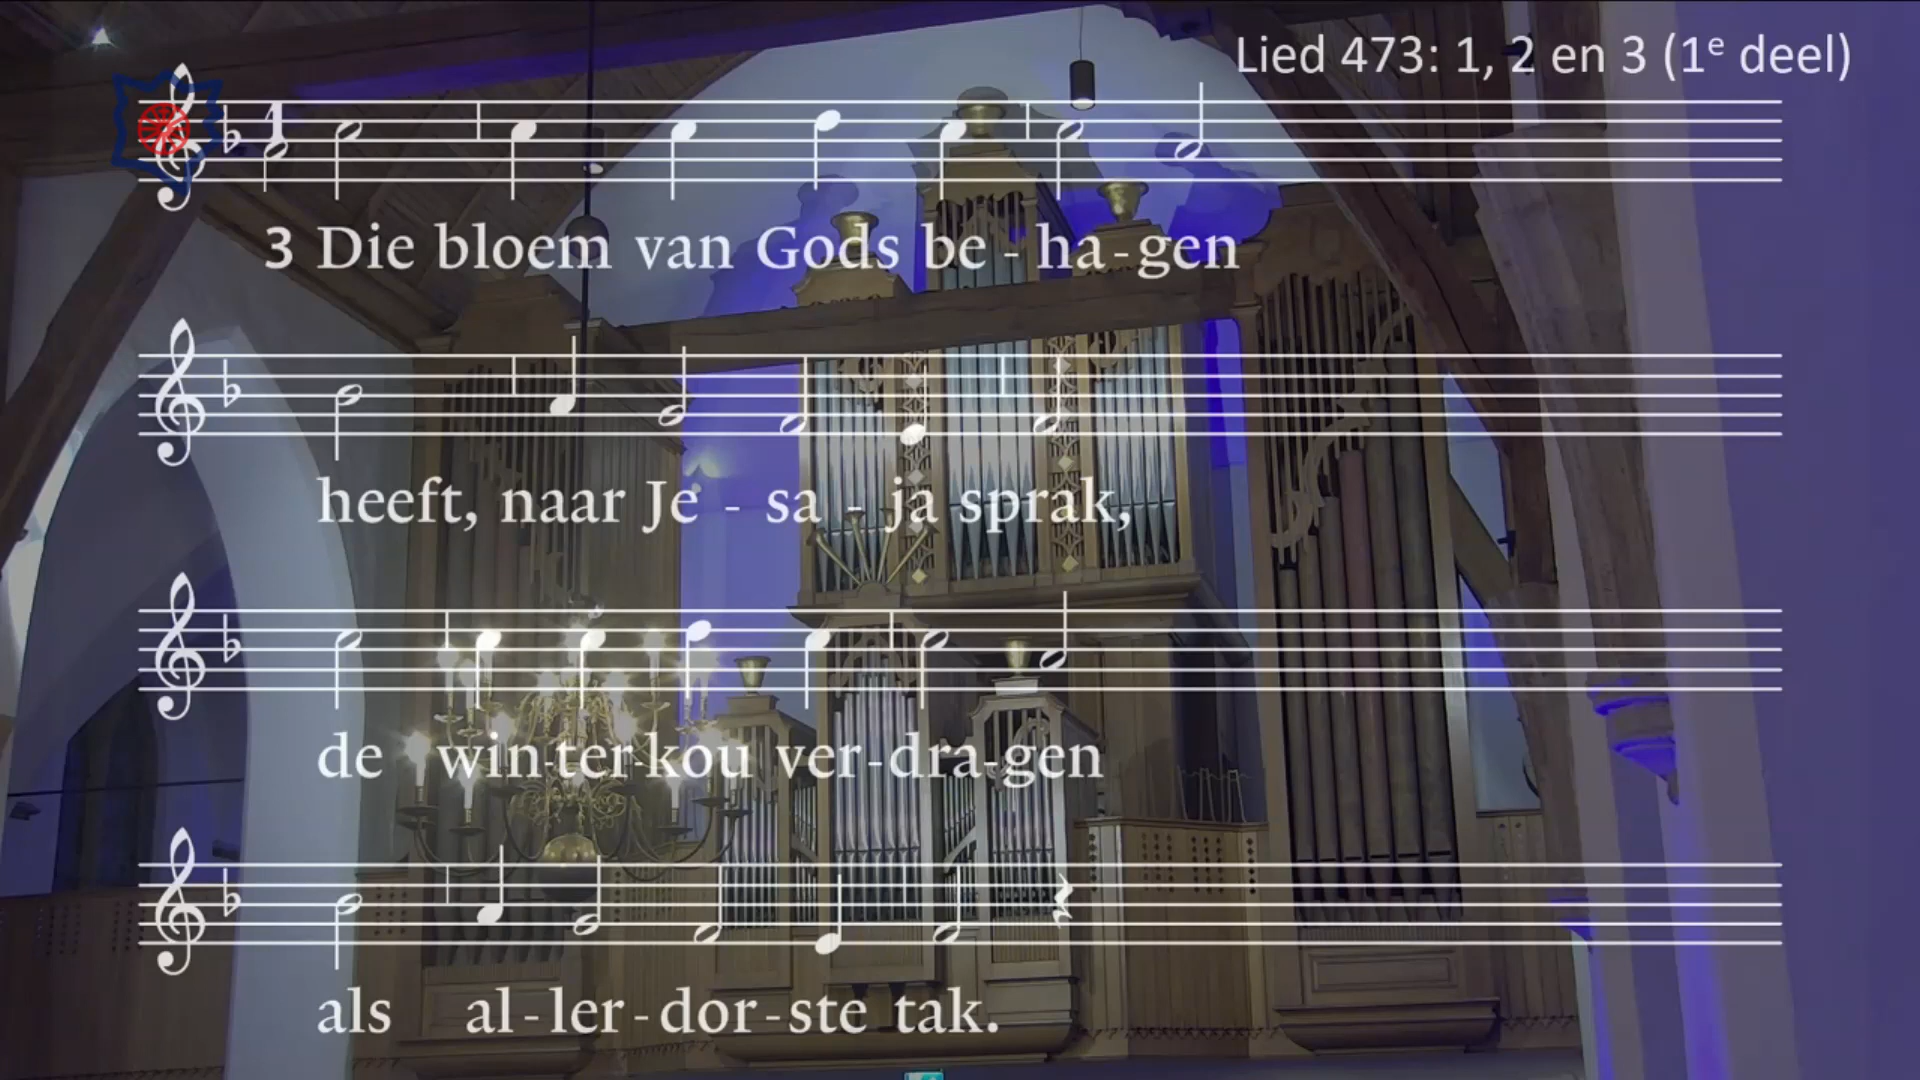 Lied 473: 1, 2 en 3 (1e deel)
3 Die bloem van Gods be - ha - gen
heeft, naar Je - sa - ja sprak,
de win-ter-kou ver-dra-gen
als al - ler - dor - ste tak.